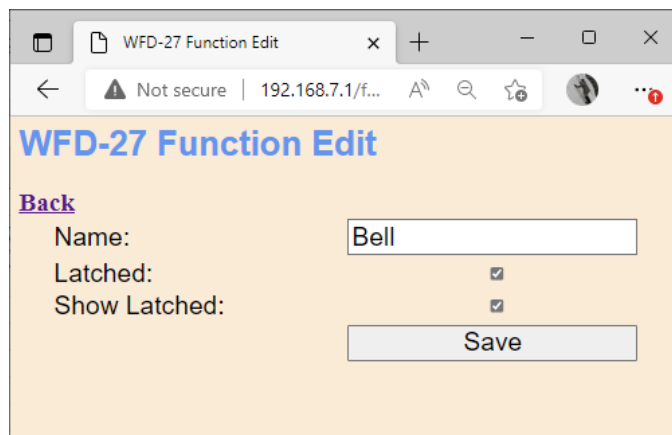 WFD-27 Function Edit
Not secure | 192.168.7.1/f...
WFD-27 Function Edit
Back
Name: Bell
Latched:
Show Latched:
Save